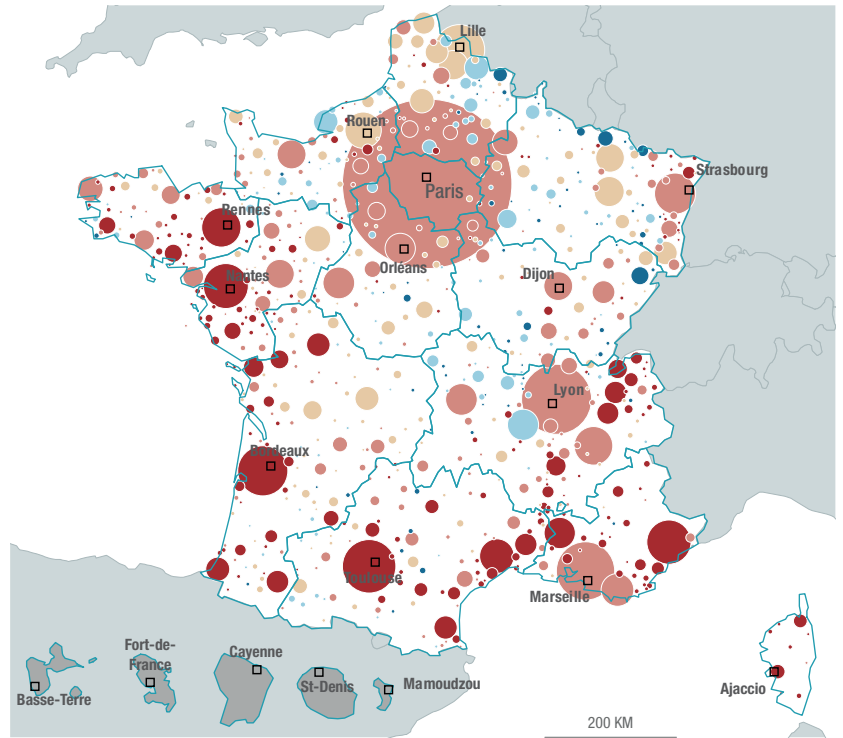 Lille
Rouen
Strasbourg
Paris
Rennes
Orléans
Nantes
Dijon
Lyon
Bordeaux
Toulouse
Marseille
Fort-de-
France
Cayenne
Basse-Terre
St-Denis
Mamoudzou
Ajaccio
200 KM